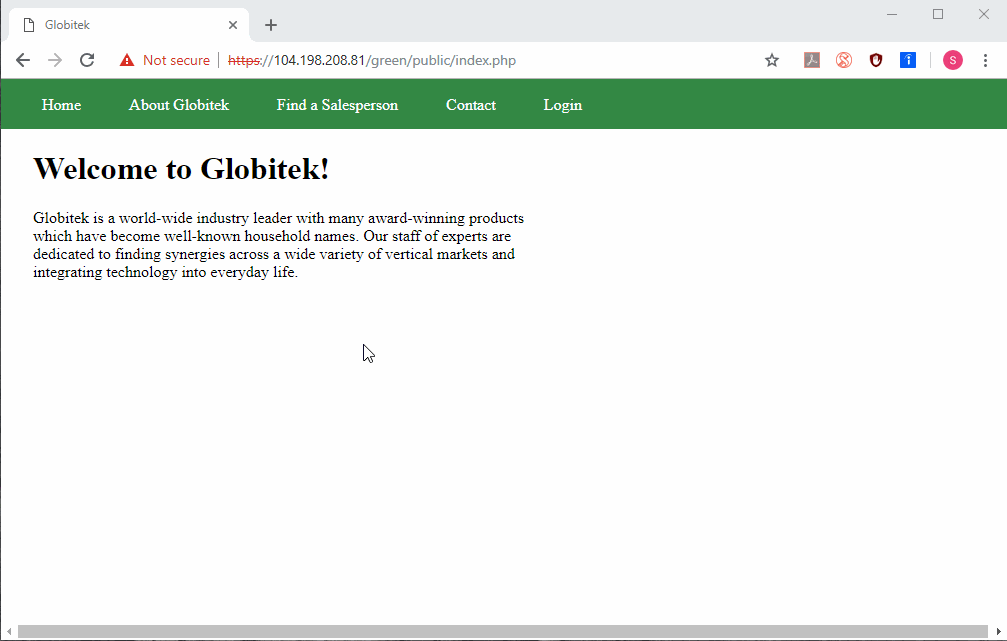 Globitek
Not secure https://104.198.208.81/green/public/index.php
S
Home About Globitek Find a Salesperson Contact Login
Welcome to Globitek!
Globitek is a world-wide industry leader with many award-winning products
which have become well-known household names. Our staff of experts are
dedicated to finding synergies across a wide variety of vertical markets and
integrating technology into everyday life.